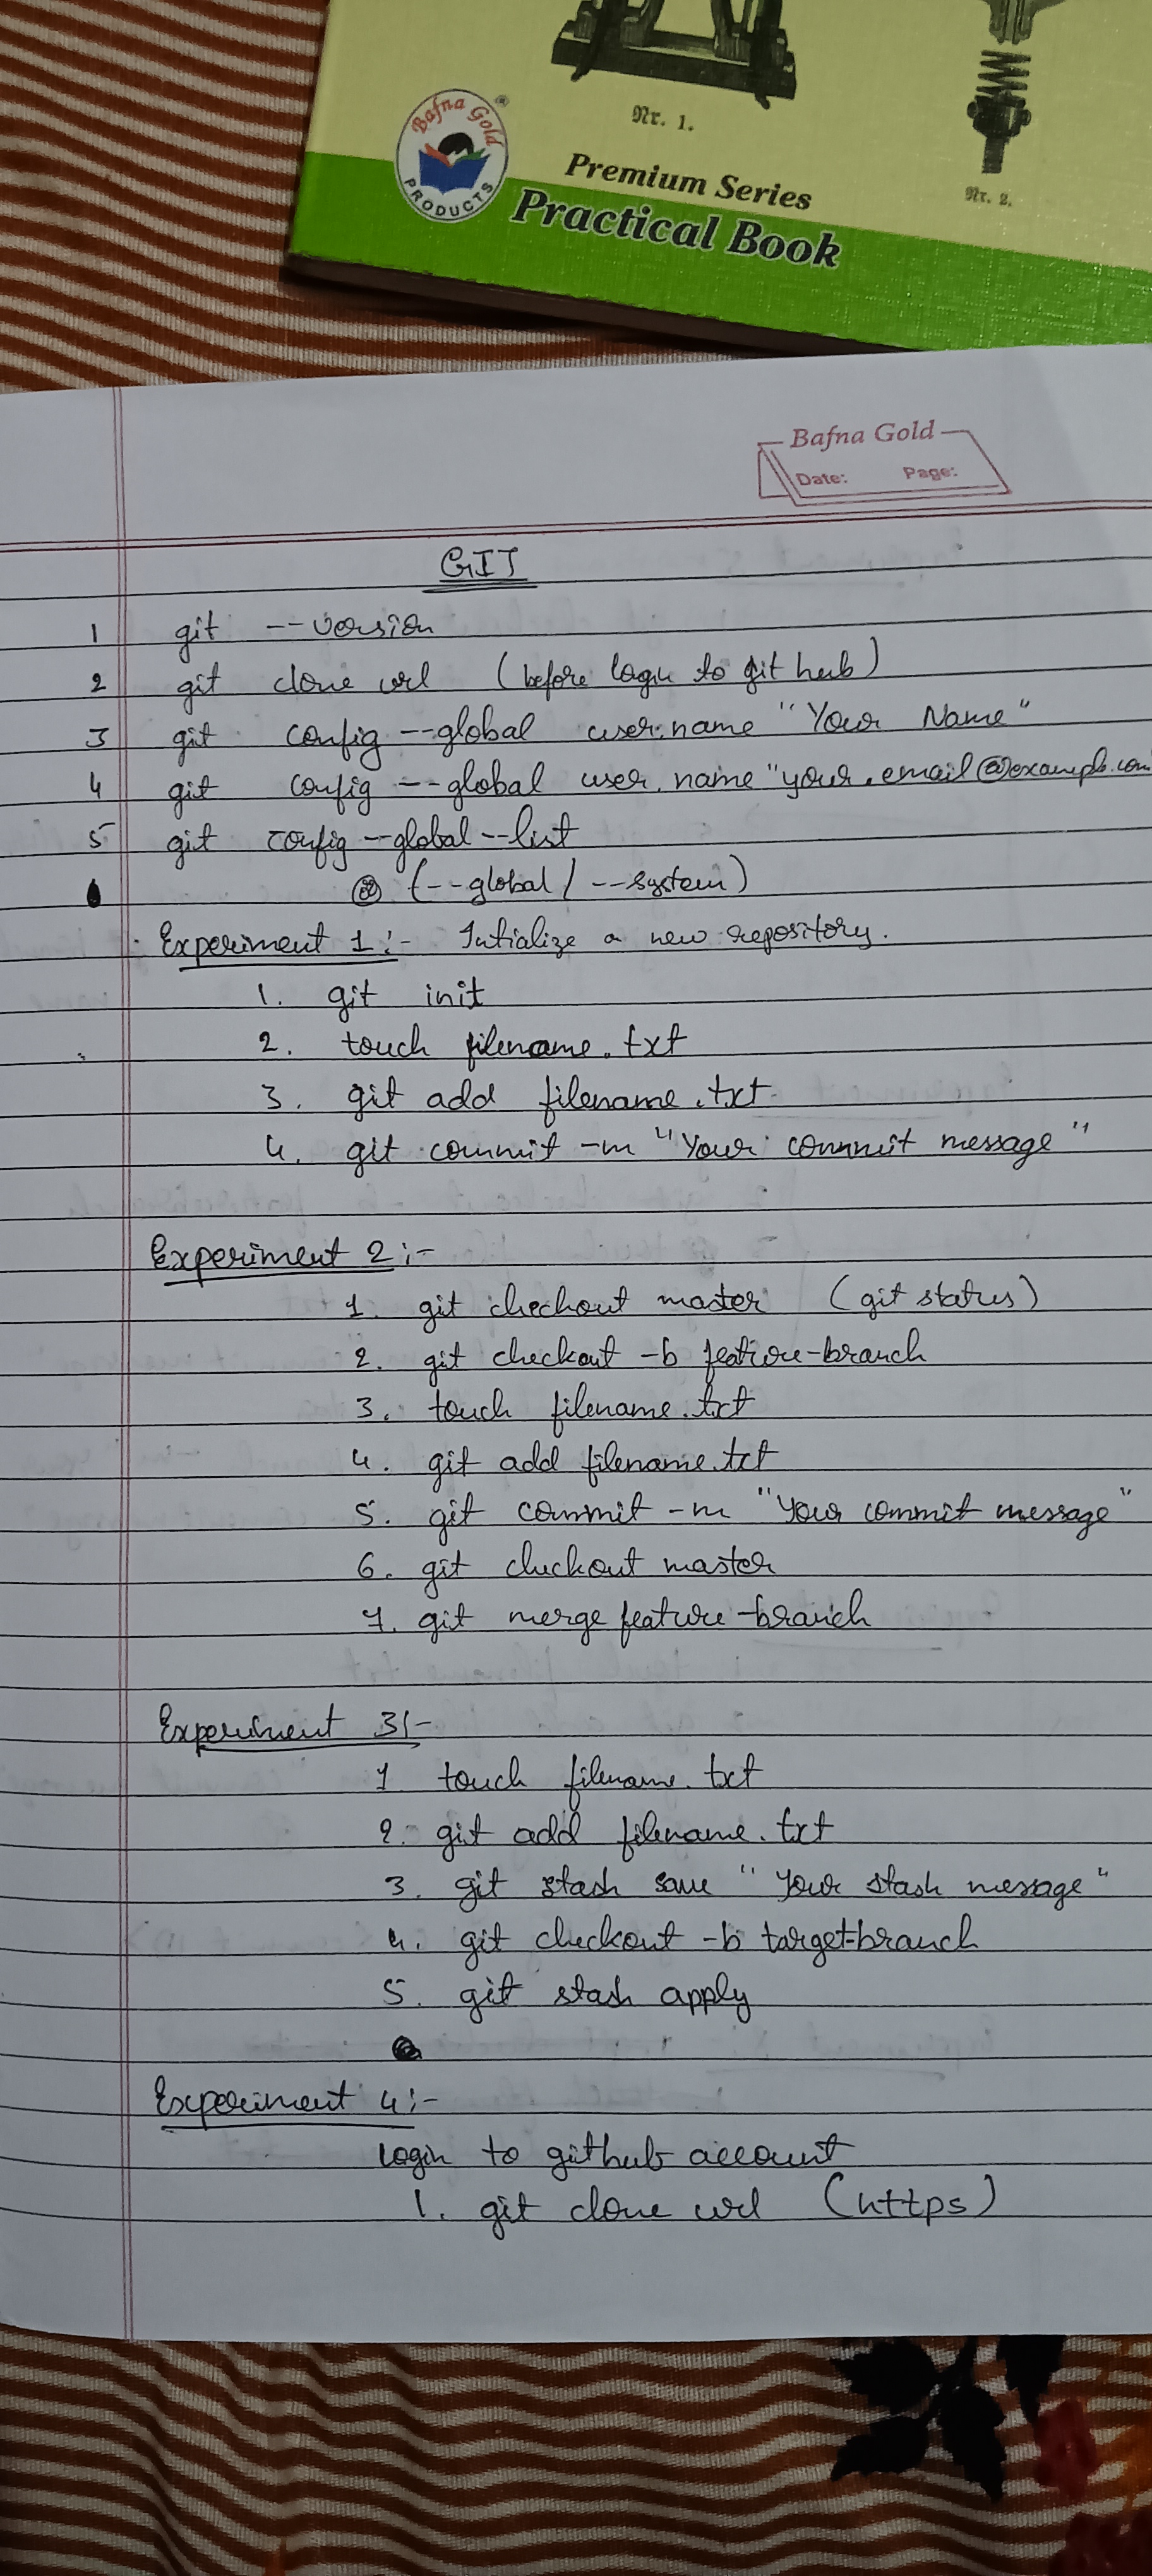 Nr. 1.
Nr. 2.
Bafna Gold
PRODUCTS
Premium Series
Practical Book
Bafna Gold
Date: Page:
GIT
1 git --version
2 git clone url (before login to git hub)
3 git config --global user.name "Your Name"
4 git config --global user.name "your.email@example.com
5 git config --global --list
(--global / --system)
Experiment 1:- Intialize a new repository.
1. git init
2. touch filename.txt
3. git add filename.txt
4. git commit -m "Your commit message"
Experiment 2:-
1. git checkout master (git status)
2. git checkout -b feature-branch
3. touch filename.txt
4. git add filename.txt
5. git commit -m "Your commit message"
6. git checkout master
7. git merge feature-branch
Experiment 3:-
1 touch filename.txt
2. git add filename.txt
3. git stash save "Your stash message"
4. git checkout -b target-branch
5. git stash apply
Experiment 4:-
Login to github account
1. git clone url (https)